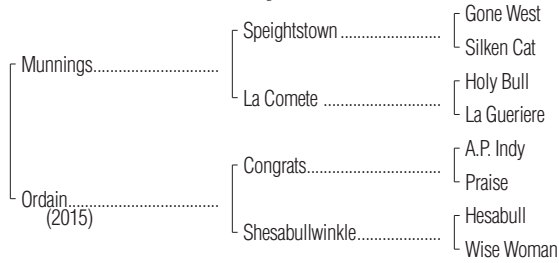 Gone West
Speightstown
Silken Cat
Munnings
Holy Bull
La Comete
La Gueriere
A.P. Indy
Congrats
Praise
Ordain
(2015)
Hesabull
Shesabullwinkle
Wise Woman